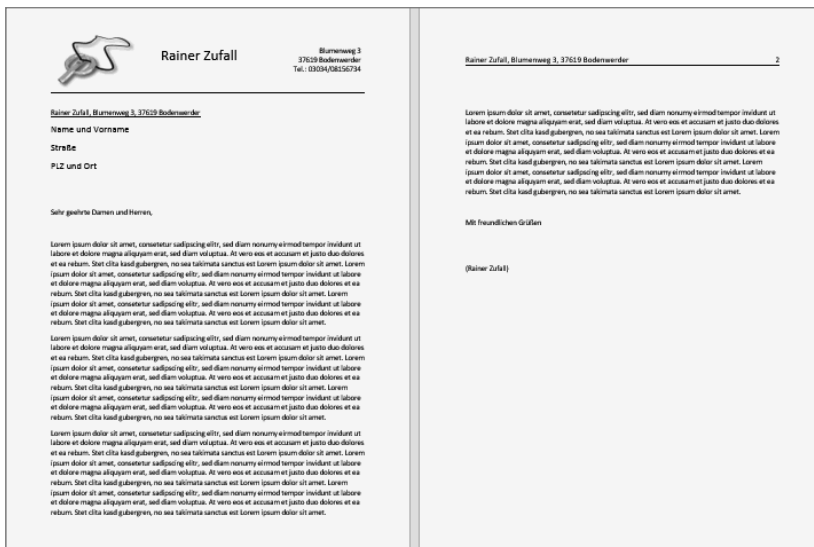 Rainer Zufall
Blumenweg 3
37619 Bodenwerder
Tel.: 03034/08156734
Rainer Zufall, Blumenweg 3, 37619 Bodenwerder
Name und Vorname
Straße
PLZ und Ort
Sehr geehrte Damen und Herren,
Lorem ipsum dolor sit amet, consetetur sadipscing elitr, sed diam nonumy eirmod tempor invidunt ut
labore et dolore magna aliquyam erat, sed diam voluptua. At vero eos et accusam et justo duo dolores
et ea rebum. Stet clita kasd gubergren, no sea takimata sanctus est Lorem ipsum dolor sit amet. Lorem
ipsum dolor sit amet, consetetur sadipscing elitr, sed diam nonumy eirmod tempor invidunt ut labore
et dolore magna aliquyam erat, sed diam voluptua. At vero eos et accusam et justo duo dolores et ea
rebum. Stet clita kasd gubergren, no sea takimata sanctus est Lorem ipsum dolor sit amet. Lorem
ipsum dolor sit amet, consetetur sadipscing elitr, sed diam nonumy eirmod tempor invidunt ut labore
et dolore magna aliquyam erat, sed diam voluptua. At vero eos et accusam et justo duo dolores et ea
rebum. Stet clita kasd gubergren, no sea takimata sanctus est Lorem ipsum dolor sit amet.
Lorem ipsum dolor sit amet, consetetur sadipscing elitr, sed diam nonumy eirmod tempor invidunt ut
labore et dolore magna aliquyam erat, sed diam voluptua. At vero eos et accusam et justo duo dolores
et ea rebum. Stet clita kasd gubergren, no sea takimata sanctus est Lorem ipsum dolor sit amet. Lorem
ipsum dolor sit amet, consetetur sadipscing elitr, sed diam nonumy eirmod tempor invidunt ut labore
et dolore magna aliquyam erat, sed diam voluptua. At vero eos et accusam et justo duo dolores et ea
rebum. Stet clita kasd gubergren, no sea takimata sanctus est Lorem ipsum dolor sit amet. Lorem
ipsum dolor sit amet, consetetur sadipscing elitr, sed diam nonumy eirmod tempor invidunt ut labore
et dolore magna aliquyam erat, sed diam voluptua. At vero eos et accusam et justo duo dolores et ea
rebum. Stet clita kasd gubergren, no sea takimata sanctus est Lorem ipsum dolor sit amet.
Lorem ipsum dolor sit amet, consetetur sadipscing elitr, sed diam nonumy eirmod tempor invidunt ut
labore et dolore magna aliquyam erat, sed diam voluptua. At vero eos et accusam et justo duo dolores
et ea rebum. Stet clita kasd gubergren, no sea takimata sanctus est Lorem ipsum dolor sit amet. Lorem
ipsum dolor sit amet, consetetur sadipscing elitr, sed diam nonumy eirmod tempor invidunt ut labore
et dolore magna aliquyam erat, sed diam voluptua. At vero eos et accusam et justo duo dolores et ea
rebum. Stet clita kasd gubergren, no sea takimata sanctus est Lorem ipsum dolor sit amet. Lorem
ipsum dolor sit amet, consetetur sadipscing elitr, sed diam nonumy eirmod tempor invidunt ut labore
et dolore magna aliquyam erat, sed diam voluptua. At vero eos et accusam et justo duo dolores et ea
rebum. Stet clita kasd gubergren, no sea takimata sanctus est Lorem ipsum dolor sit amet.
Rainer Zufall, Blumenweg 3, 37619 Bodenwerder 2
Lorem ipsum dolor sit amet, consetetur sadipscing elitr, sed diam nonumy eirmod tempor invidunt ut
labore et dolore magna aliquyam erat, sed diam voluptua. At vero eos et accusam et justo duo dolores
et ea rebum. Stet clita kasd gubergren, no sea takimata sanctus est Lorem ipsum dolor sit amet. Lorem
ipsum dolor sit amet, consetetur sadipscing elitr, sed diam nonumy eirmod tempor invidunt ut labore
et dolore magna aliquyam erat, sed diam voluptua. At vero eos et accusam et justo duo dolores et ea
rebum. Stet clita kasd gubergren, no sea takimata sanctus est Lorem ipsum dolor sit amet. Lorem
ipsum dolor sit amet, consetetur sadipscing elitr, sed diam nonumy eirmod tempor invidunt ut labore
et dolore magna aliquyam erat, sed diam voluptua. At vero eos et accusam et justo duo dolores et ea
rebum. Stet clita kasd gubergren, no sea takimata sanctus est Lorem ipsum dolor sit amet.
Mit freundlichen Grüßen
(Rainer Zufall)